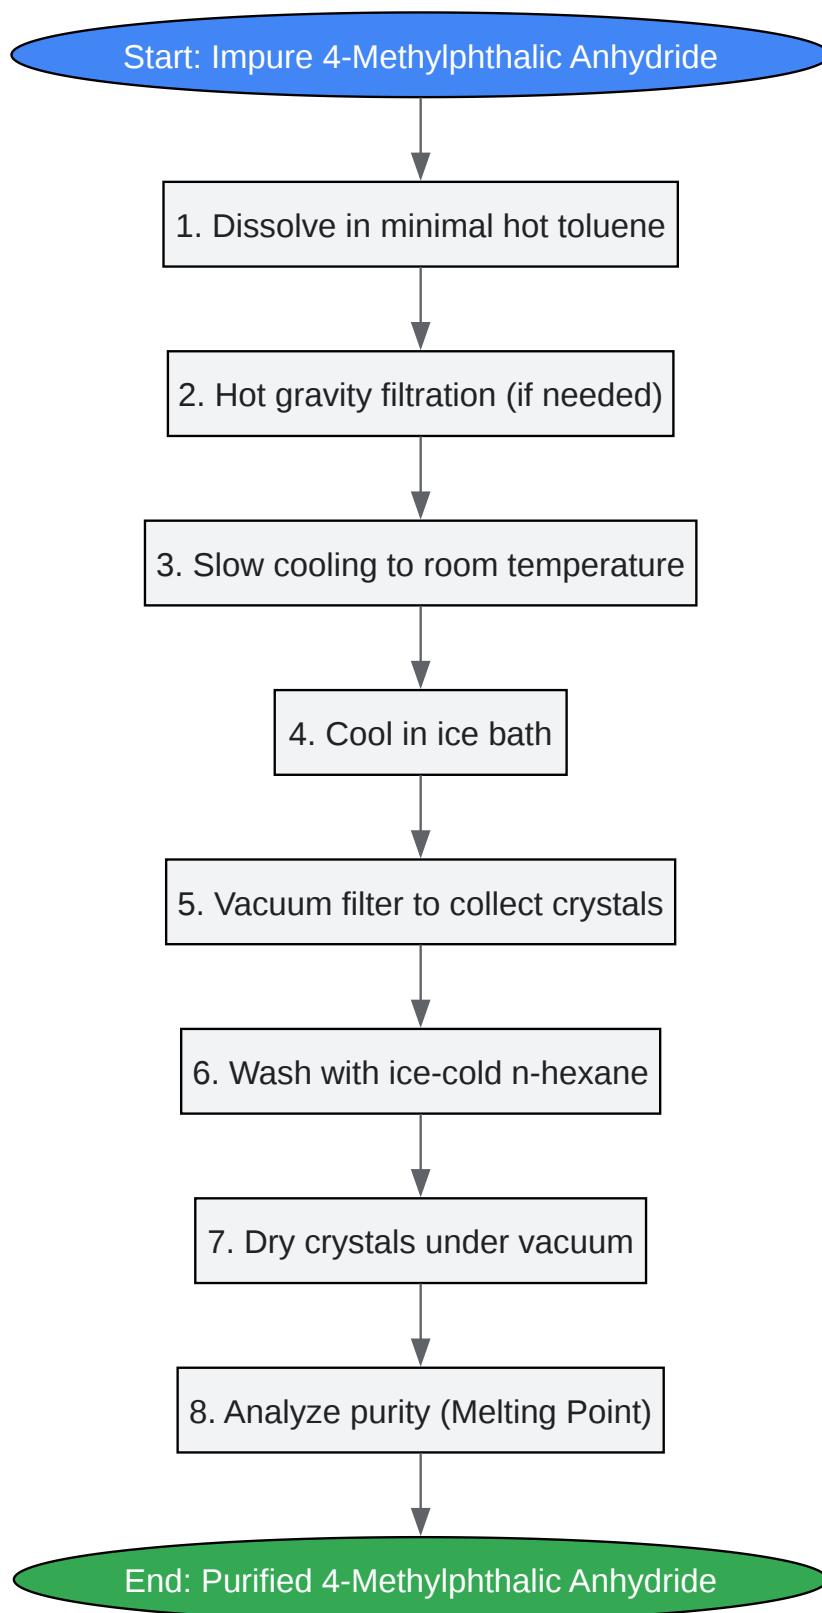 Start: Impure 4-Methylphthalic Anhydride
1. Dissolve in minimal hot toluene
2. Hot gravity filtration (if needed)
3. Slow cooling to room temperature
4. Cool in ice bath
5. Vacuum filter to collect crystals
6. Wash with ice-cold n-hexane
7. Dry crystals under vacuum
8. Analyze purity (Melting Point)
End: Purified 4-Methylphthalic Anhydride